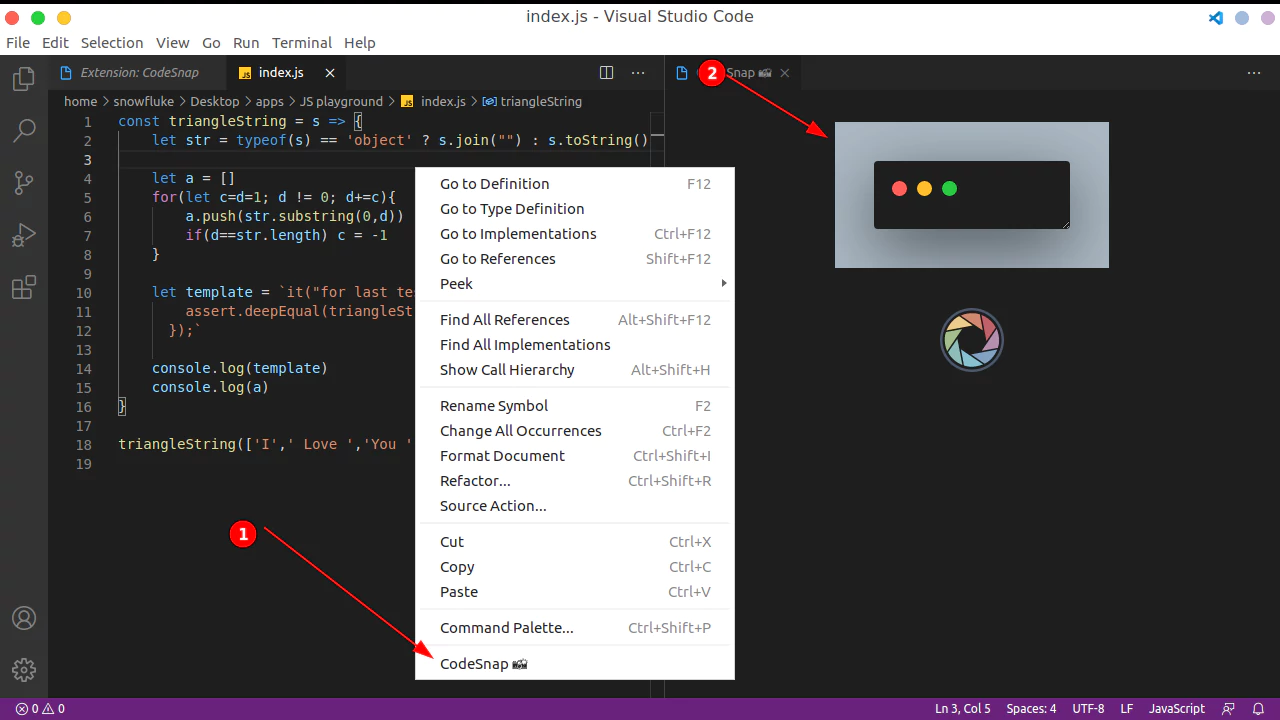 index.js - Visual Studio Code
File Edit Selection View Go Run Terminal Help
Extension: CodeSnap
JS index.js
Snap
2
home > snowfluke > Desktop > apps > JS playground > JS index.js > triangleString
1 const triangleString = s => {
2 let str = typeof(s) == 'object' ? s.join("") : s.toString()
3
4 let a = []
5 for(let c=d=1; d != 0; d+=c){
6 a.push(str.substring(0,d))
7 if(d==str.length) c = -1
8 }
9
10 let template = `it("for last te
11 assert.deepEqual(triangleSt
12 });`
13
14 console.log(template)
15 console.log(a)
16 }
17
18 triangleString(['I',' Love ','You '
19
Go to Definition F12
Go to Type Definition
Go to Implementations Ctrl+F12
Go to References Shift+F12
Peek
Find All References Alt+Shift+F12
Find All Implementations
Show Call Hierarchy Alt+Shift+H
Rename Symbol F2
Change All Occurrences Ctrl+F2
Format Document Ctrl+Shift+I
Refactor... Ctrl+Shift+R
Source Action...
Cut Ctrl+X
Copy Ctrl+C
Paste Ctrl+V
Command Palette... Ctrl+Shift+P
CodeSnap 📸
1
0 0
Ln 3, Col 5 Spaces: 4 UTF-8 LF JavaScript